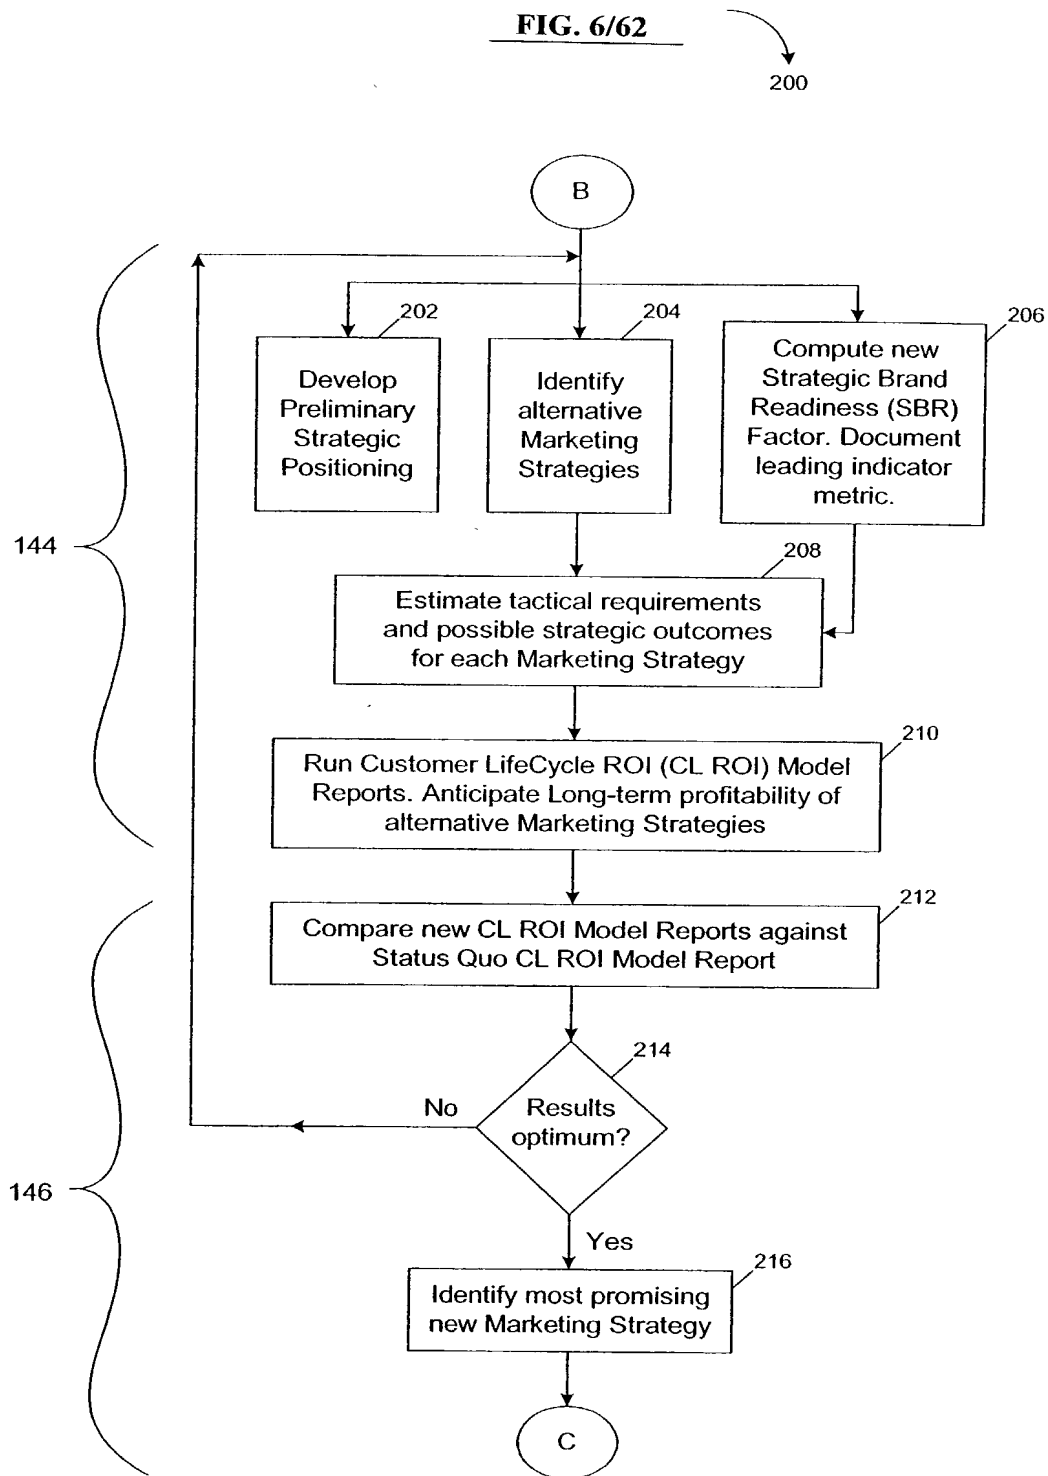 FIG. 6/62
200
B
202
204
206
Develop
Preliminary
Strategic
Positioning
Identify
alternative
Marketing
Strategies
Compute new
Strategic Brand
Readiness (SBR)
Factor. Document
leading indicator
metric.
144
208
Estimate tactical requirements
and possible strategic outcomes
for each Marketing Strategy
210
Run Customer LifeCycle ROI (CL ROI) Model
Reports. Anticipate Long-term profitability of
alternative Marketing Strategies
212
Compare new CL ROI Model Reports against
Status Quo CL ROI Model Report
214
No
Results
optimum?
146
Yes
216
Identify most promising
new Marketing Strategy
C